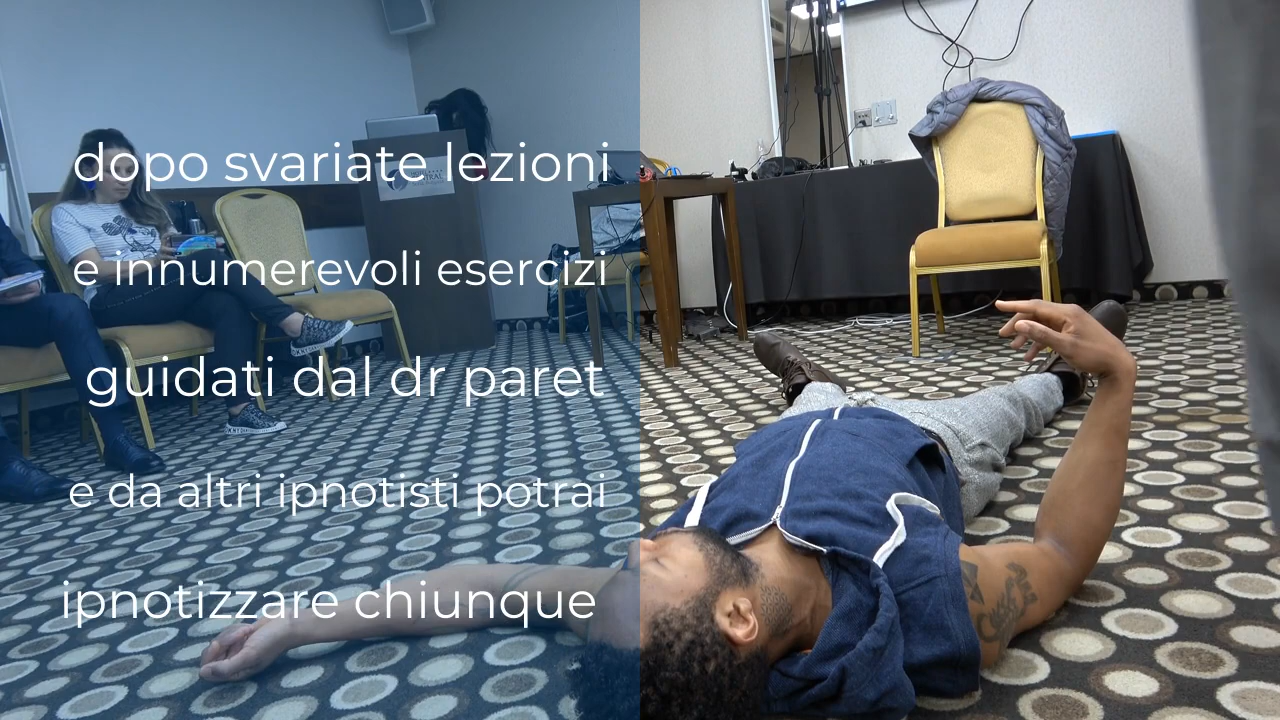 dopo svariate lezioni
e innumerevoli esercizi
guidati dal dr paret
e da altri ipnotisti potrai
ipnotizzare chiunque